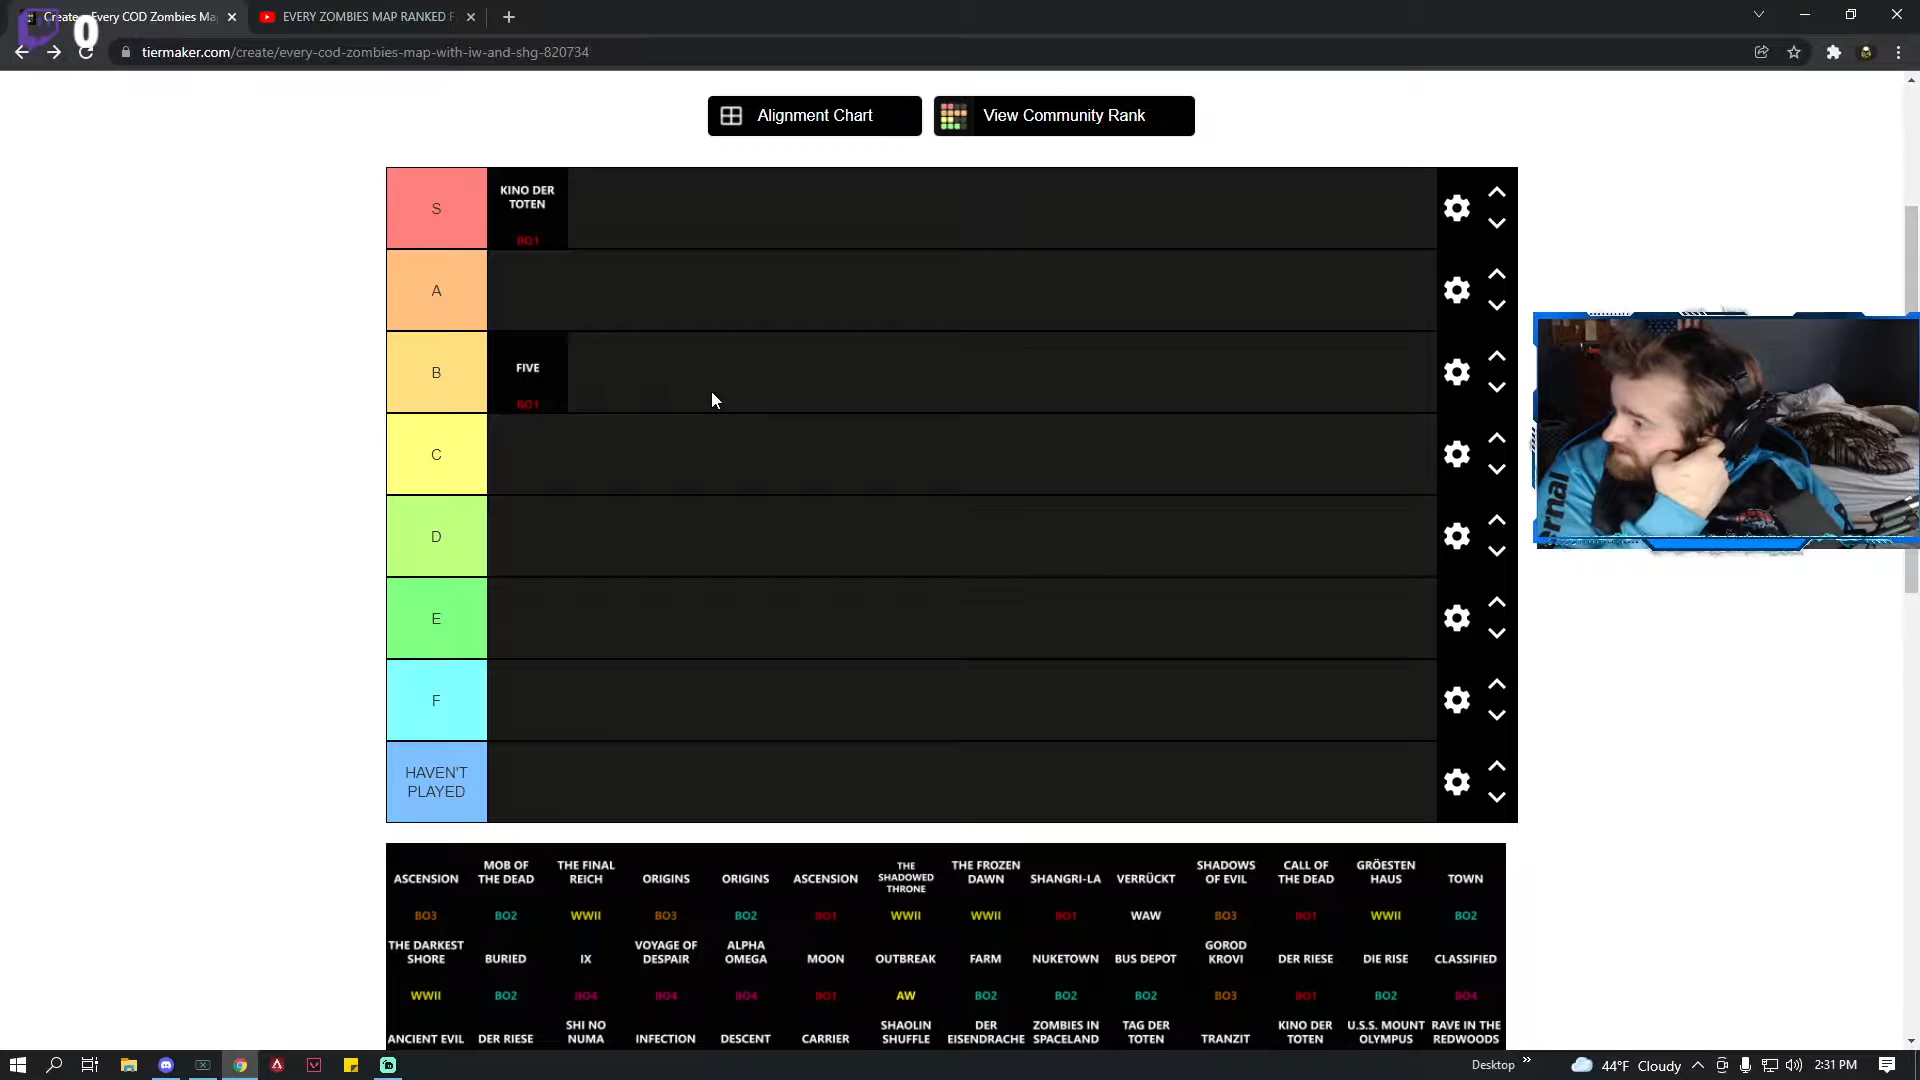 Create a Every COD Zombies Ma
EVERY ZOMBIES MAP RANKED F
0
tiermaker.com/create/every-cod-zombies-map-with-iw-and-shg-820734
Alignment Chart
View Community Rank
S
KINO DER
TOTEN
BO1
A
B
FIVE
BO1
C
D
E
F
HAVEN'T
PLAYED
ernal
ASCENSION
BO3
MOB OF
THE DEAD
BO2
THE FINAL
REICH
WWII
ORIGINS
BO3
ORIGINS
BO2
ASCENSION
BO1
THE
SHADOWED
THRONE
WWII
THE FROZEN
DAWN
WWII
SHANGRI-LA
BO1
VERRÜCKT
WAW
SHADOWS
OF EVIL
BO3
CALL OF
THE DEAD
BO1
GRÖESTEN
HAUS
WWII
TOWN
BO2
THE DARKEST
SHORE
WWII
BURIED
BO2
IX
BO4
VOYAGE OF
DESPAIR
BO4
ALPHA
OMEGA
BO4
MOON
BO1
OUTBREAK
AW
FARM
BO2
NUKETOWN
BO2
BUS DEPOT
BO2
GOROD
KROVI
BO3
DER RIESE
BO1
DIE RISE
BO2
CLASSIFIED
BO4
ANCIENT EVIL
DER RIESE
SHI NO
NUMA
INFECTION
DESCENT
CARRIER
SHAOLIN
SHUFFLE
DER
EISENDRACHE
ZOMBIES IN
SPACELAND
TAG DER
TOTEN
TRANZIT
KINO DER
TOTEN
U.S.S. MOUNT
OLYMPUS
RAVE IN THE
REDWOODS
Desktop
44°F Cloudy
2:31 PM